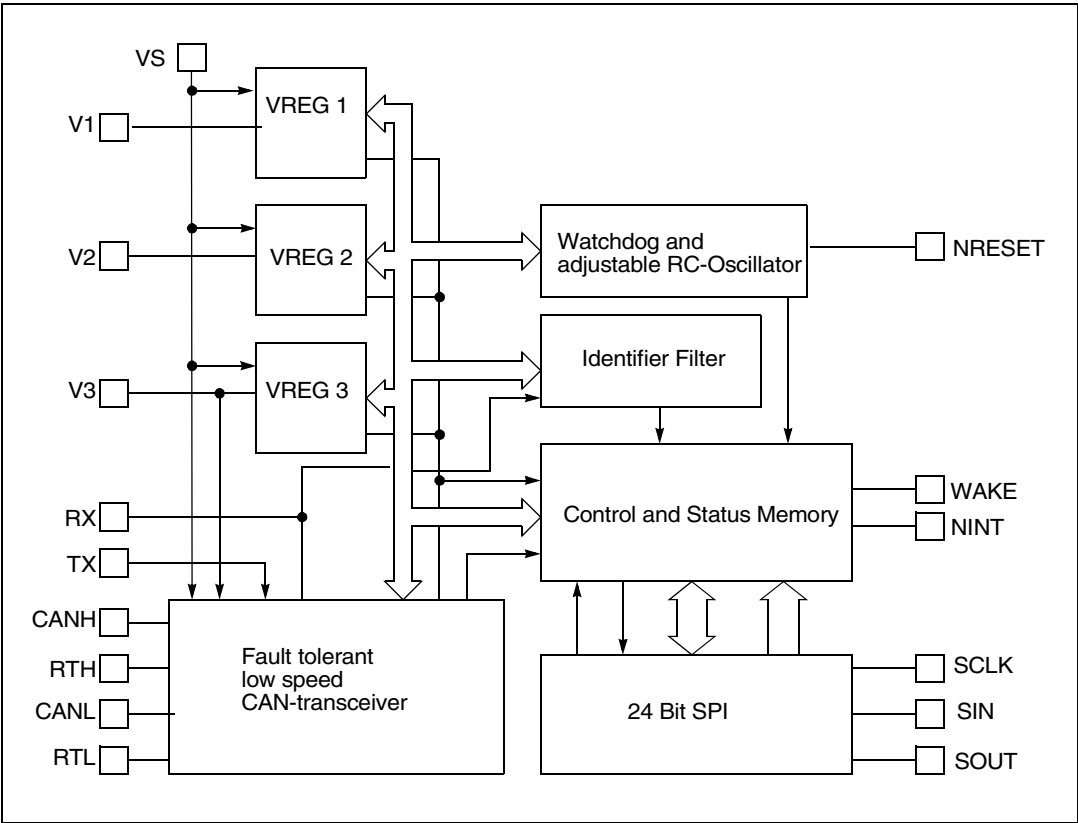 VS
VREG 1
V1
VREG 2
V2
Watchdog and
adjustable RC-Oscillator
NRESET
Identifier Filter
VREG 3
V3
Control and Status Memory
WAKE
NINT
RX
TX
CANH
RTH
CANL
RTL
Fault tolerant
low speed
CAN-transceiver
24 Bit SPI
SCLK
SIN
SOUT